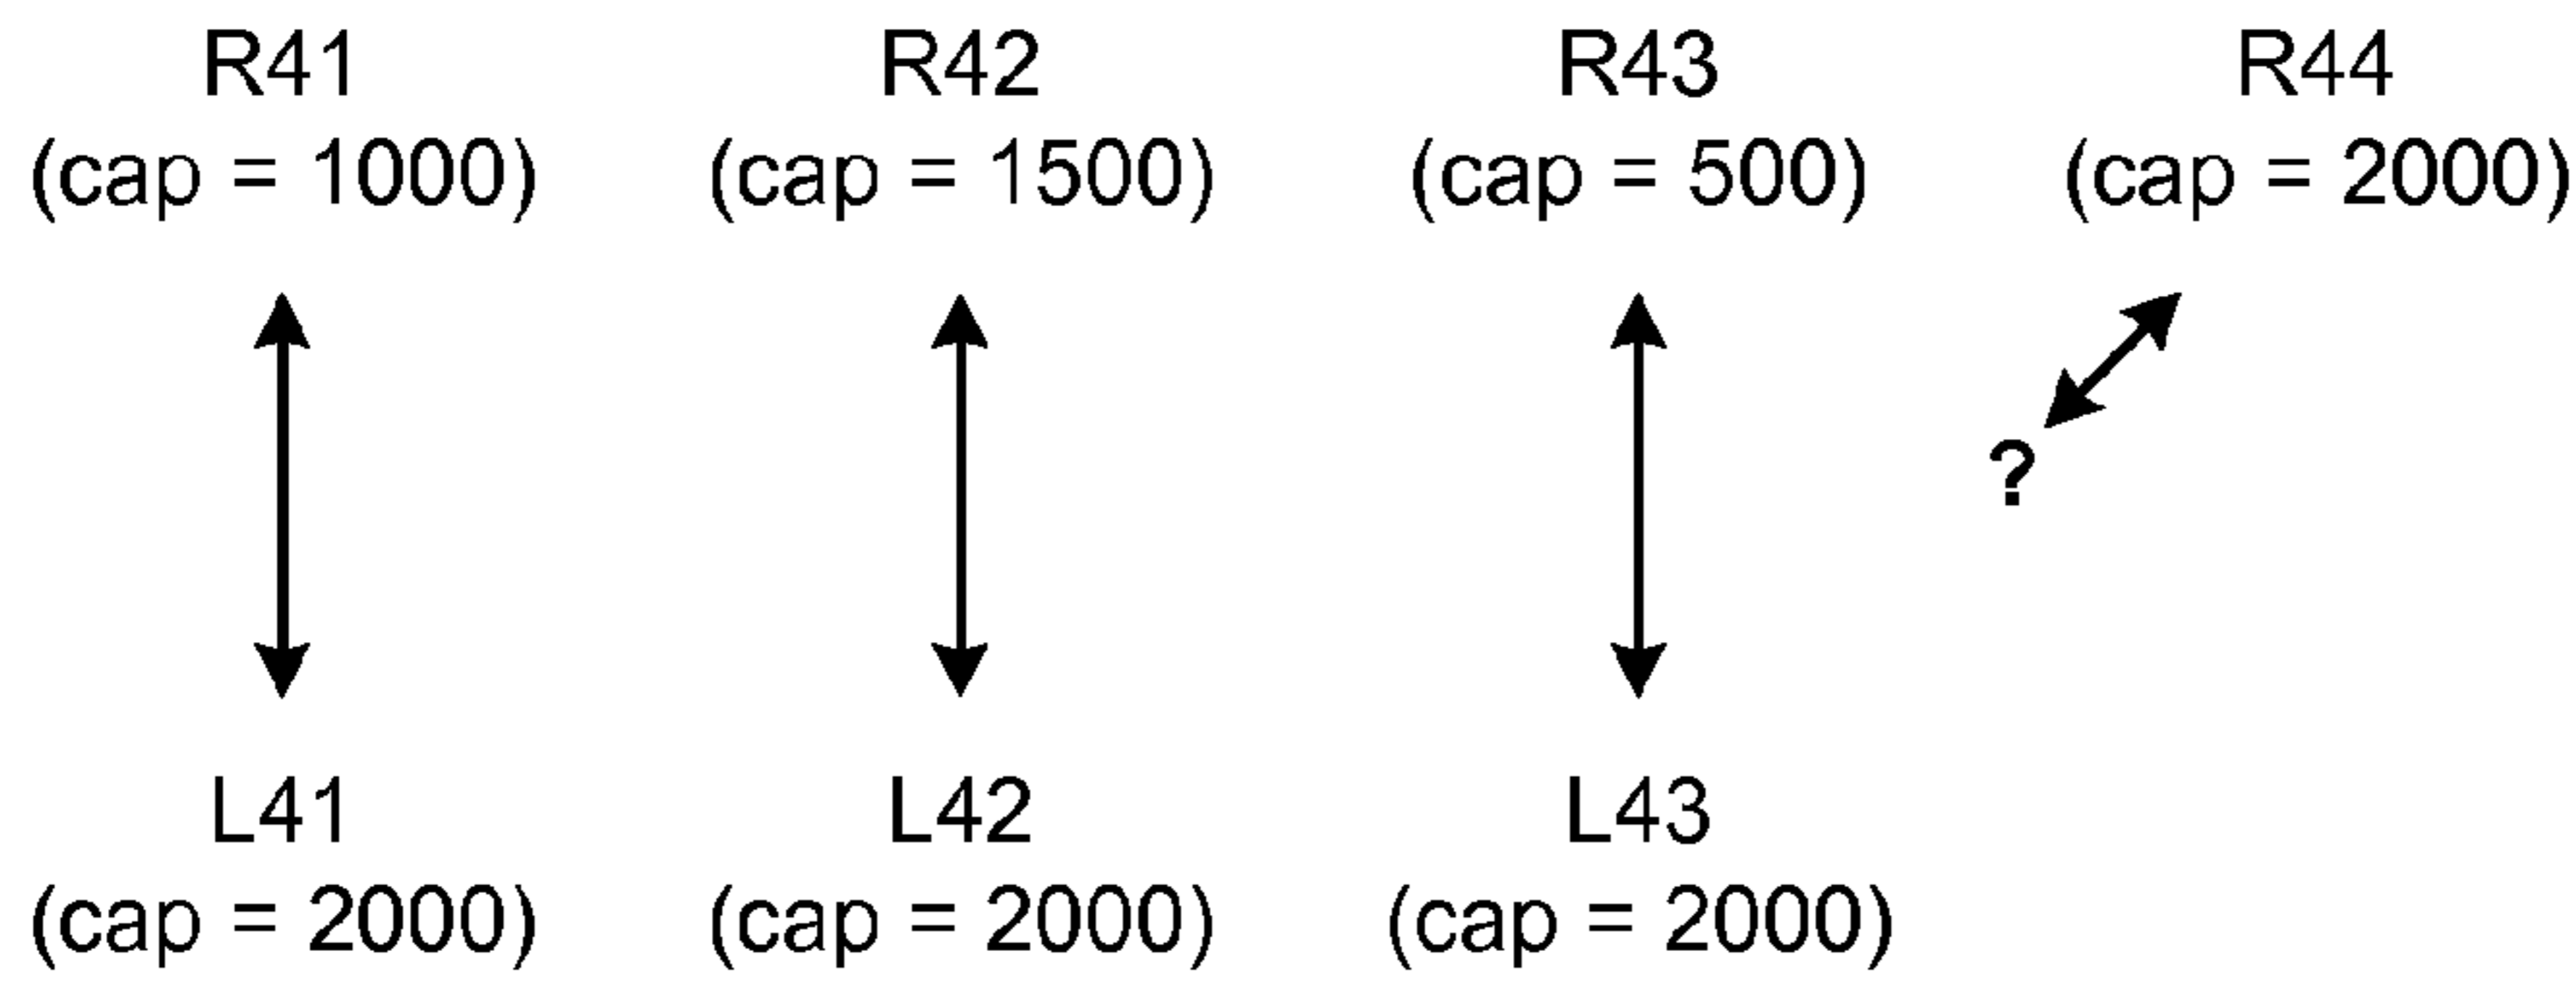 R41 R42 R43 R44
(cap = 1000) (cap = 1500) (cap = 500) (cap = 2000)
?
L41 L42 L43
(cap = 2000) (cap = 2000) (cap = 2000)